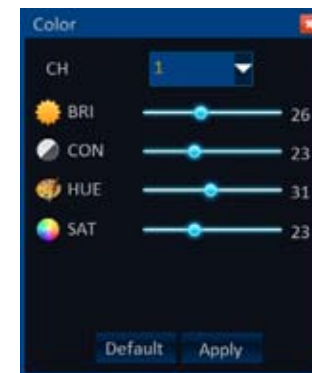 Color
CH 1
BRI 26
CON 23
HUE 31
SAT 23
Default Apply